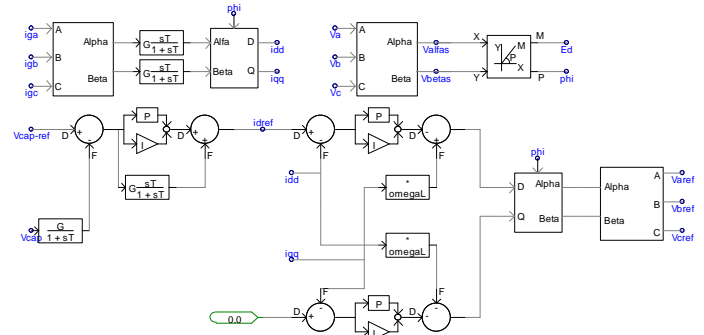 phi
iga A Alpha G sT Alfa D idd
1 + sT
igb B
igc C Beta G sT Beta Q iqq
1 + sT
Va A Alpha Valfas X M Ed
Y P
Vb B
X
Vc C Beta Vbetas Y P phi
Vcap-ref D + - F P I D + + F idref
G sT
1 + sT
Vcap G
1 + sT
D + - F P I D - + F
idd
*
omegaL
iqq
*
omegaL
0.0 D + - F P I D - - F
phi
D Alpha Alpha A Varef
B Vbref
Q Beta Beta C Vcref